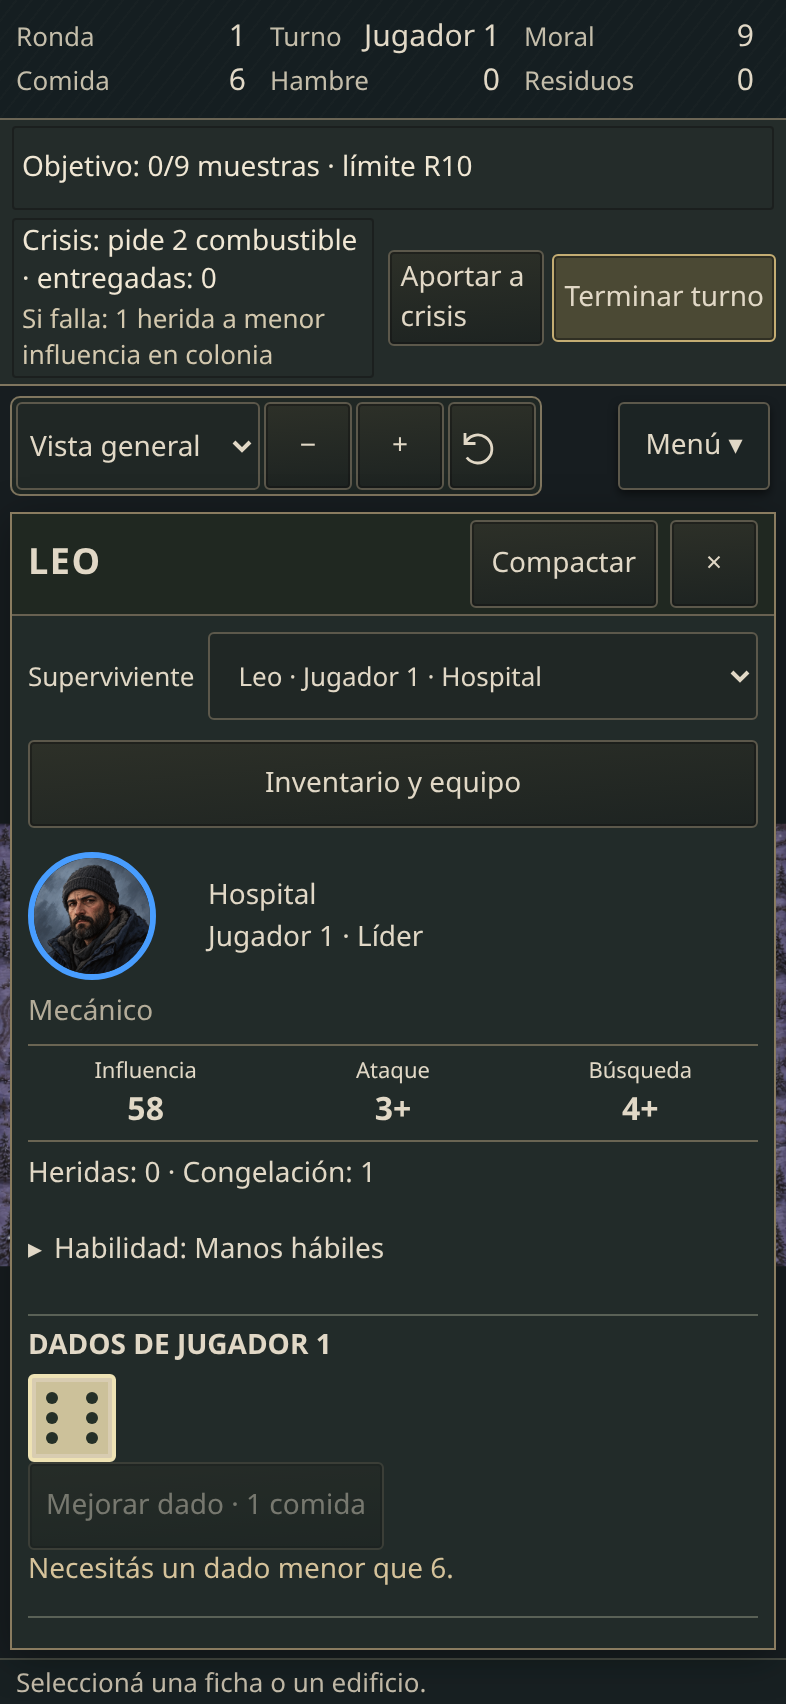 Ronda 1 Turno Jugador 1 Moral 9
Comida 6 Hambre 0 Residuos 0
Objetivo: 0/9 muestras · límite R10
Crisis: pide 2 combustible
· entregadas: 0
Si falla: 1 herida a menor
influencia en colonia
Aportar a
crisis
Terminar turno
Vista general
−
+
Menú ▾
LEO
Compactar
×
Superviviente
Leo · Jugador 1 · Hospital
Inventario y equipo
Hospital
Jugador 1 · Líder
Mecánico
Influencia Ataque Búsqueda
58 3+ 4+
Heridas: 0 · Congelación: 1
▸ Habilidad: Manos hábiles
DADOS DE JUGADOR 1
Mejorar dado · 1 comida
Necesitás un dado menor que 6.
Seleccioná una ficha o un edificio.